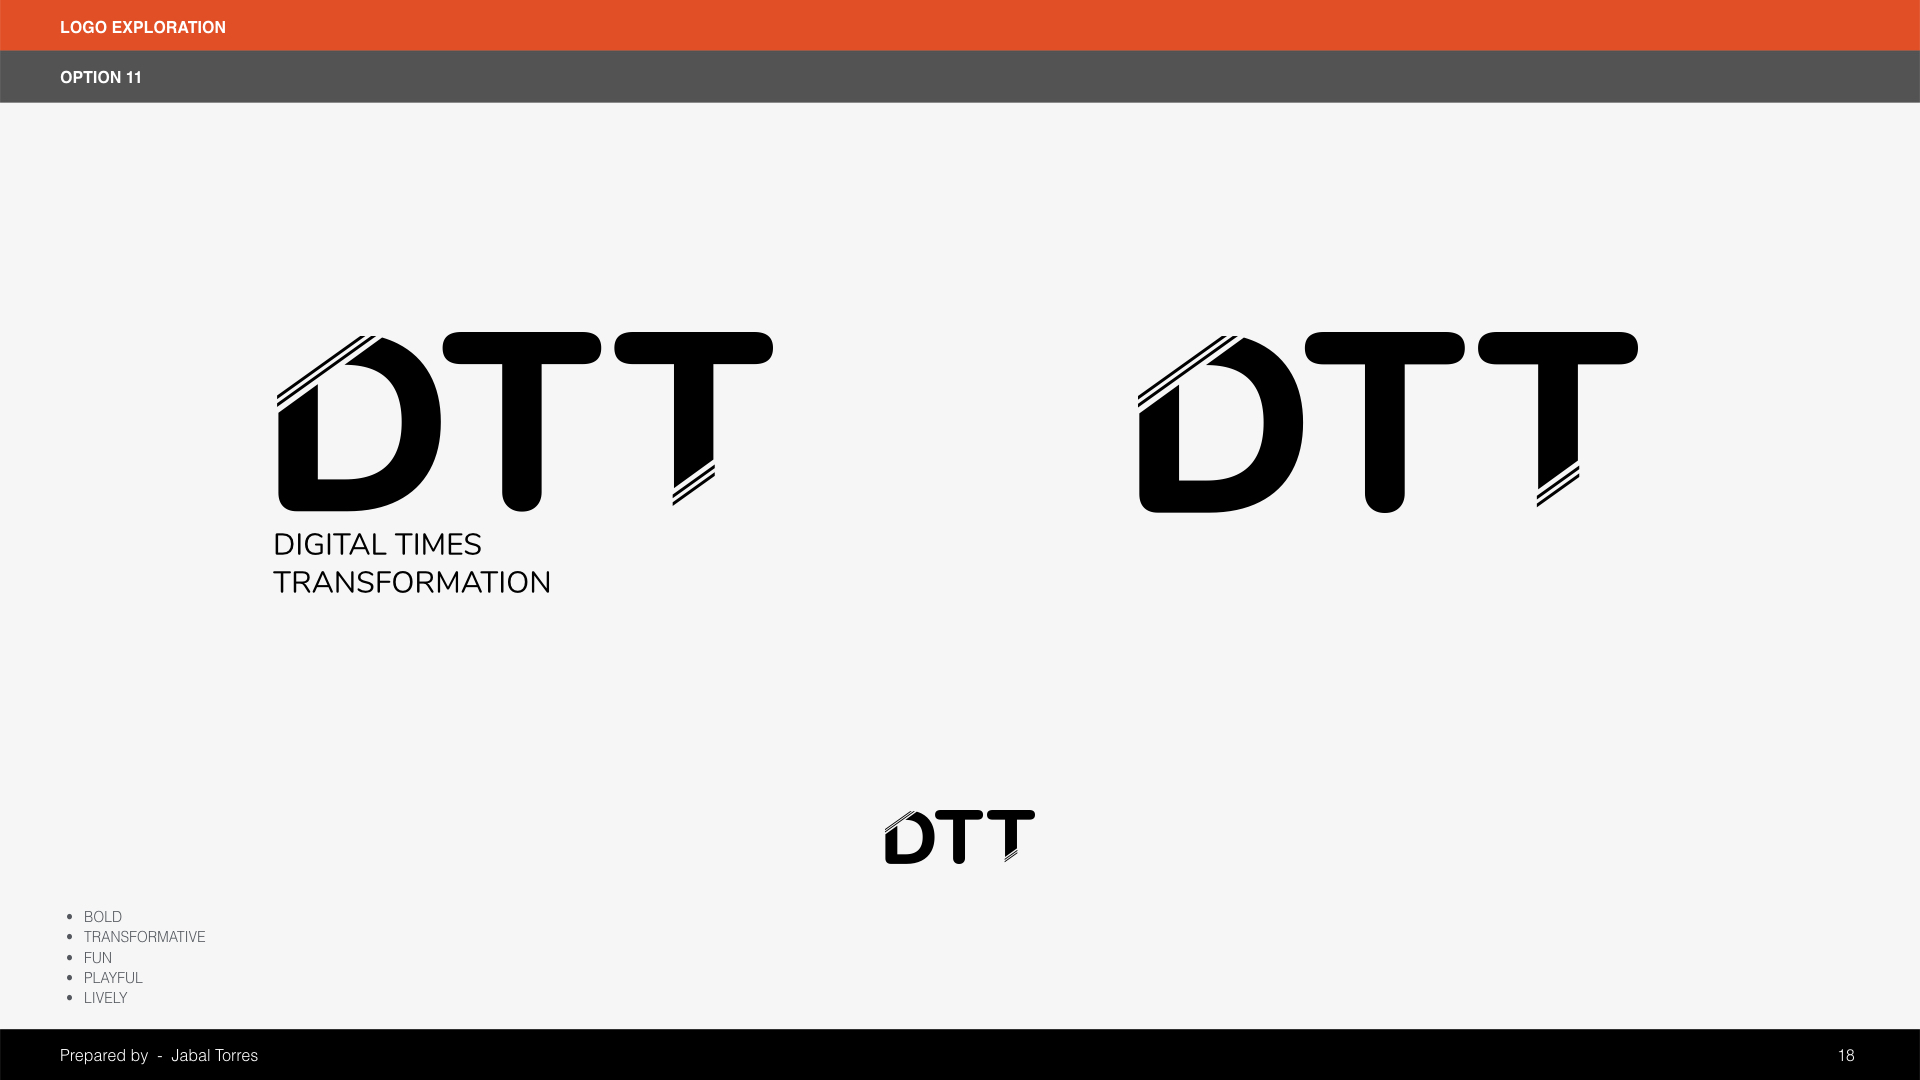 LOGO EXPLORATION
OPTION 11
DTT
DIGITAL TIMES
TRANSFORMATION
DTT
DTT
• BOLD
• TRANSFORMATIVE
• FUN
• PLAYFUL
• LIVELY
Prepared by - Jabal Torres
18